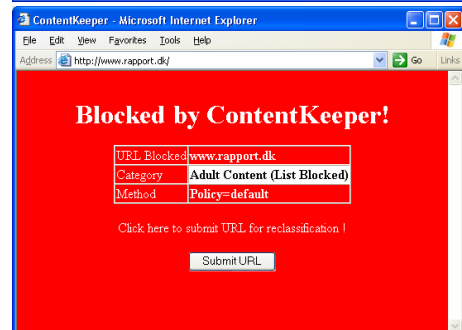 ContentKeeper - Microsoft Internet Explorer
File Edit View Favorites Tools Help
Address http://www.rapport.dk/ Go Links
Blocked by ContentKeeper!
URL Blocked www.rapport.dk
Category Adult Content (List Blocked)
Method Policy=default
Click here to submit URL for reclassification !
Submit URL